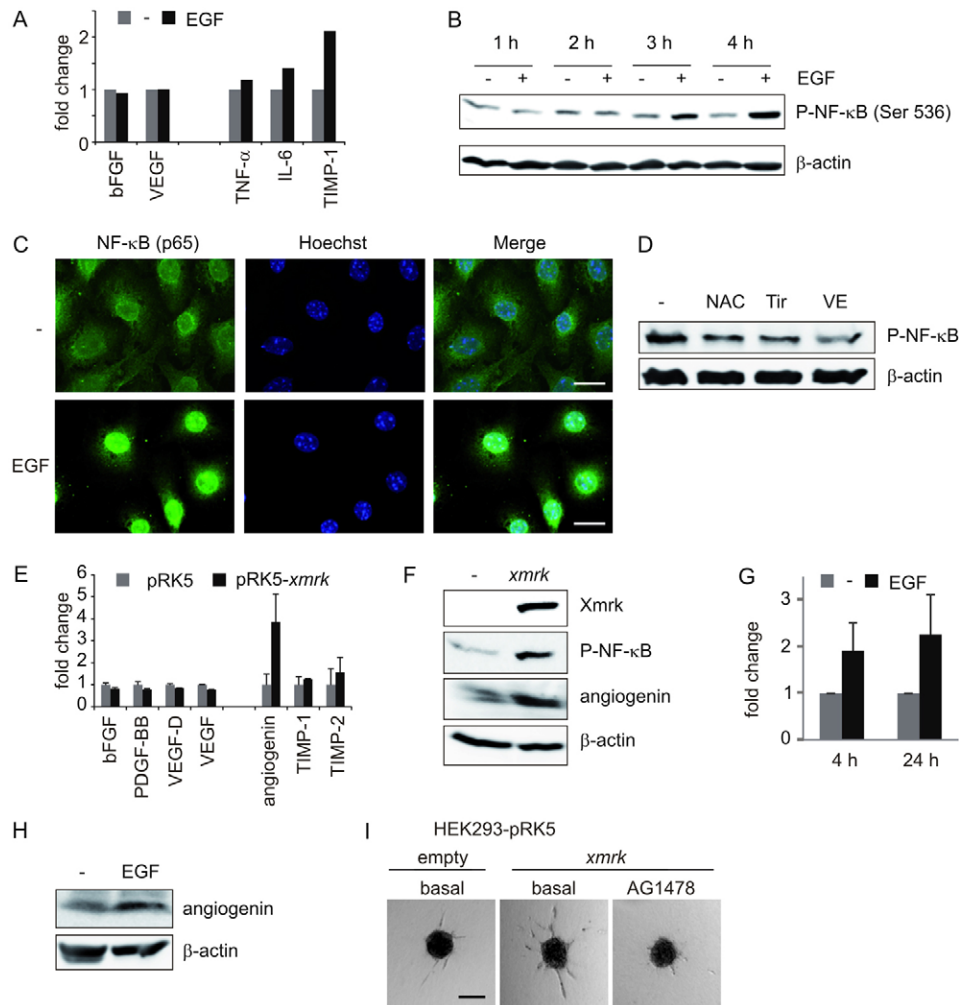 A
- EGF
fold change
2
1
0
bFGF
VEGF
TNF-α
IL-6
TIMP-1
B
1 h 2 h 3 h 4 h
- + - + - + - + EGF
P-NF-κB (Ser 536)
β-actin
C
NF-κB (p65) Hoechst Merge
-
EGF
D
- NAC Tir VE
P-NF-κB
β-actin
E
pRK5 pRK5-xmrk
fold change
6
5
4
3
2
1
0
bFGF
PDGF-BB
VEGF-D
VEGF
angiogenin
TIMP-1
TIMP-2
F
- xmrk
Xmrk
P-NF-κB
angiogenin
β-actin
G
- EGF
fold change
3
2
1
0
4 h 24 h
H
- EGF
angiogenin
β-actin
I
HEK293-pRK5
empty xmrk
basal basal AG1478